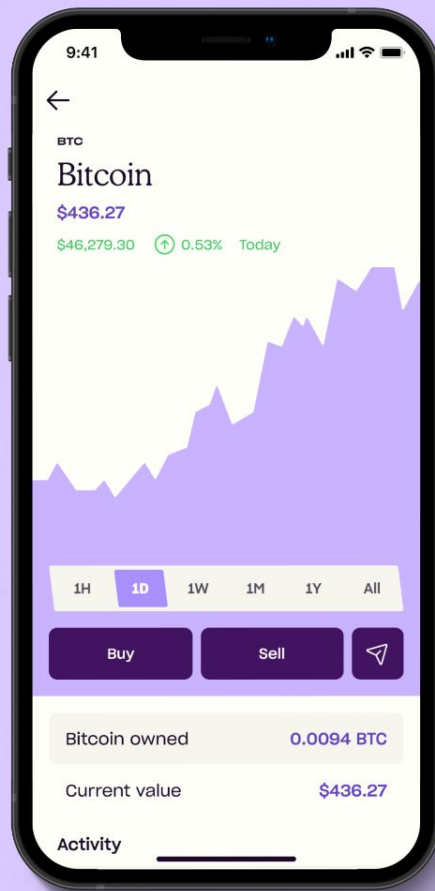 9:41
BTC
Bitcoin
$436.27
$46,279.30 0.53% Today
1H 1D 1W 1M 1Y All
Buy Sell
Bitcoin owned 0.0094 BTC
Current value $436.27
Activity